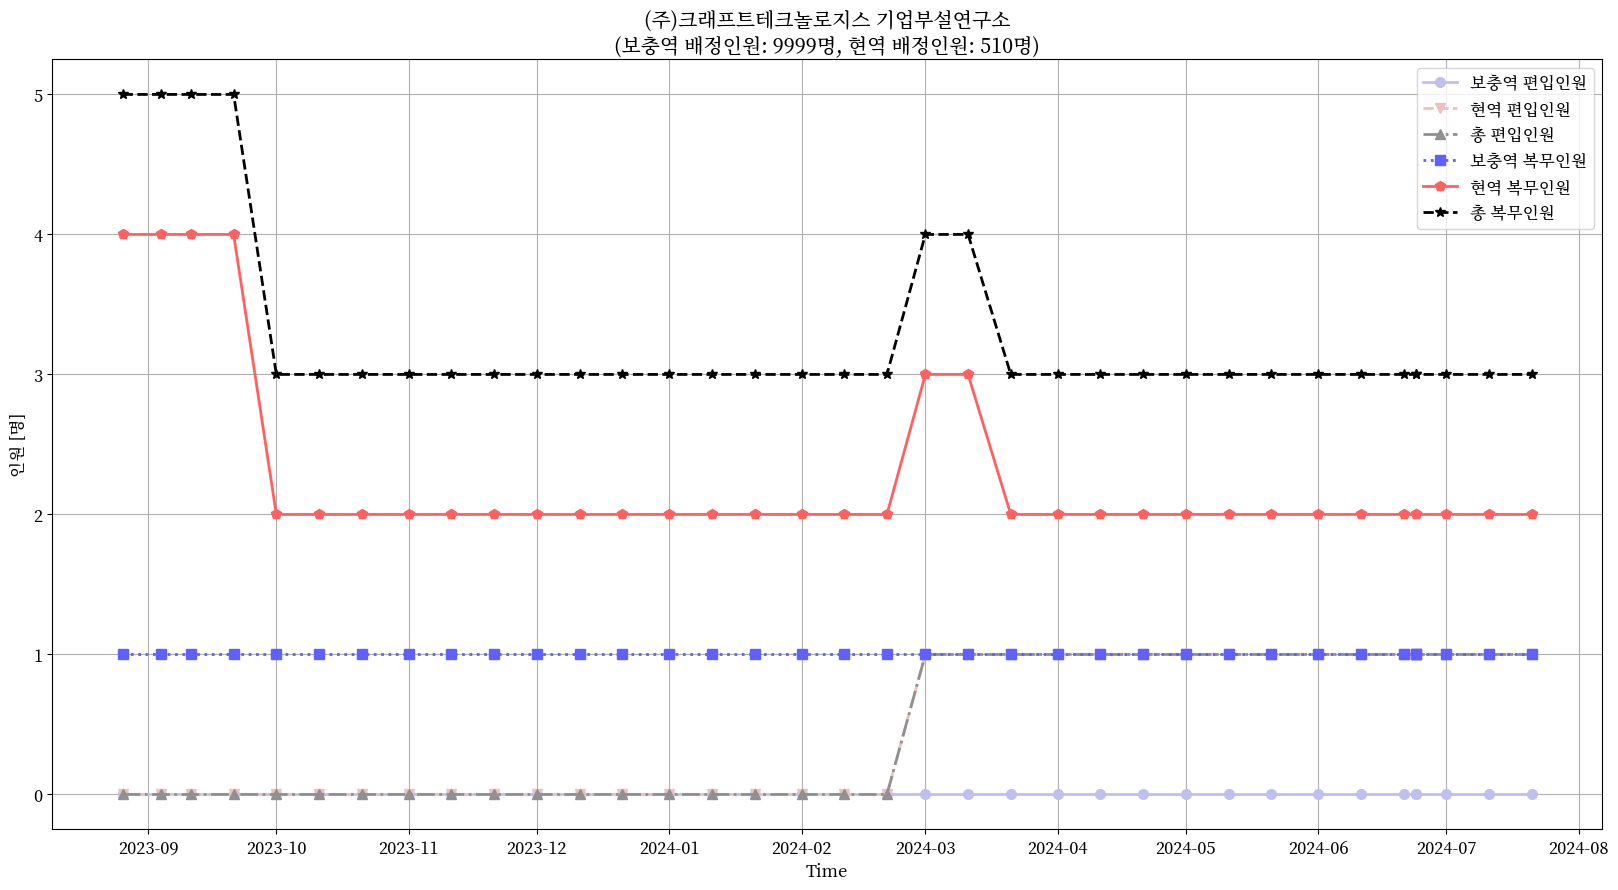 (주)크래프트테크놀로지스 기업부설연구소
(보충역 배정인원: 9999명, 현역 배정인원: 510명)
보충역 편입인원
현역 편입인원
총 편입인원
보충역 복무인원
현역 복무인원
총 복무인원
5
4
3
2
1
0
인원 [명]
2023-09 2023-10 2023-11 2023-12 2024-01 2024-02 2024-03 2024-04 2024-05 2024-06 2024-07 2024-08
Time